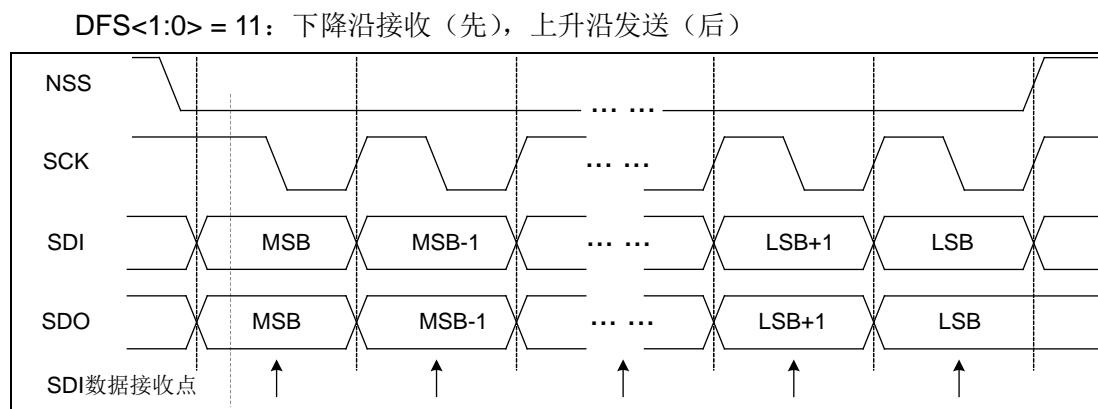 DFS<1:0> = 11：下降沿接收（先），上升沿发送（后）
NSS
... ...
SCK
... ...
SDI MSB MSB-1 ... ... LSB+1 LSB
SDO MSB MSB-1 ... ... LSB+1 LSB
SDI数据接收点